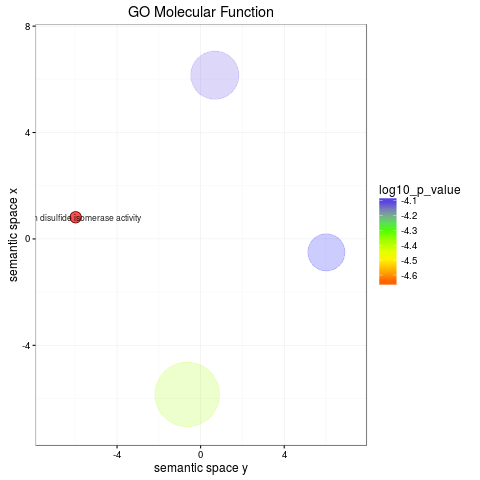 GO Molecular Function
8
4
0
-4
semantic space x
disulfide isomerase activity
-4
0
4
semantic space y
log10_p_value
-4.1
-4.2
-4.3
-4.4
-4.5
-4.6